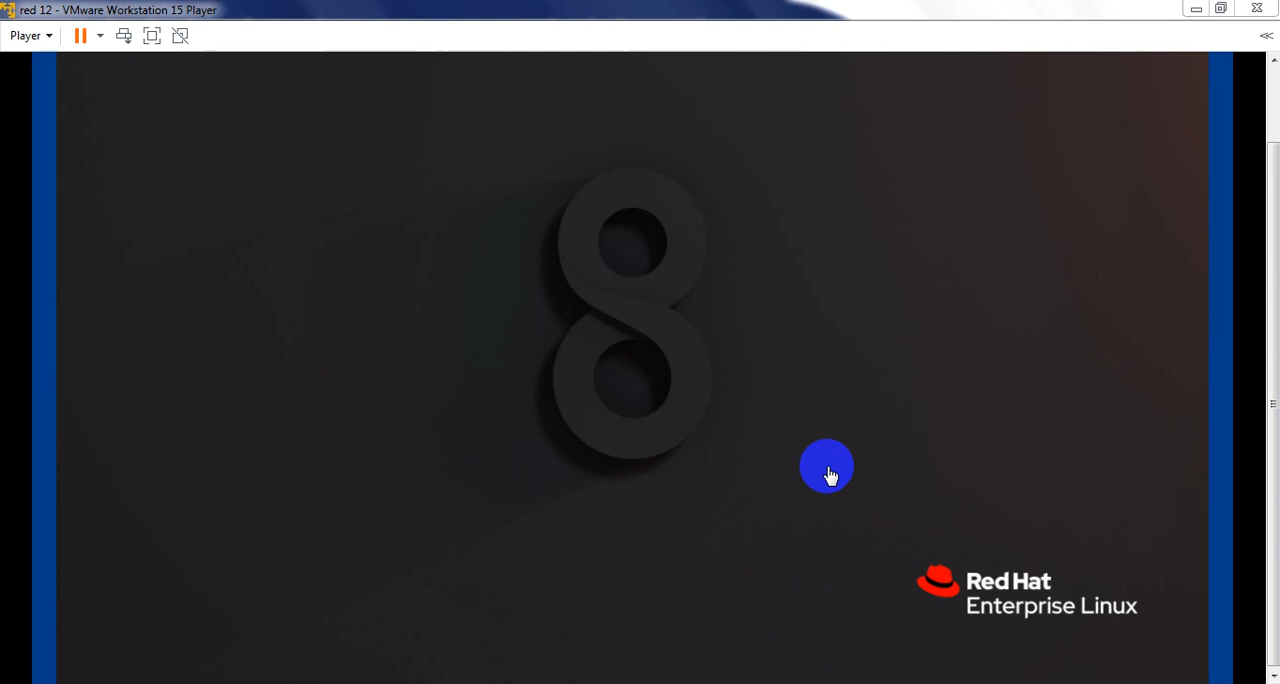 red 12 - VMware Workstation 15 Player
Player
8
Red Hat
Enterprise Linux